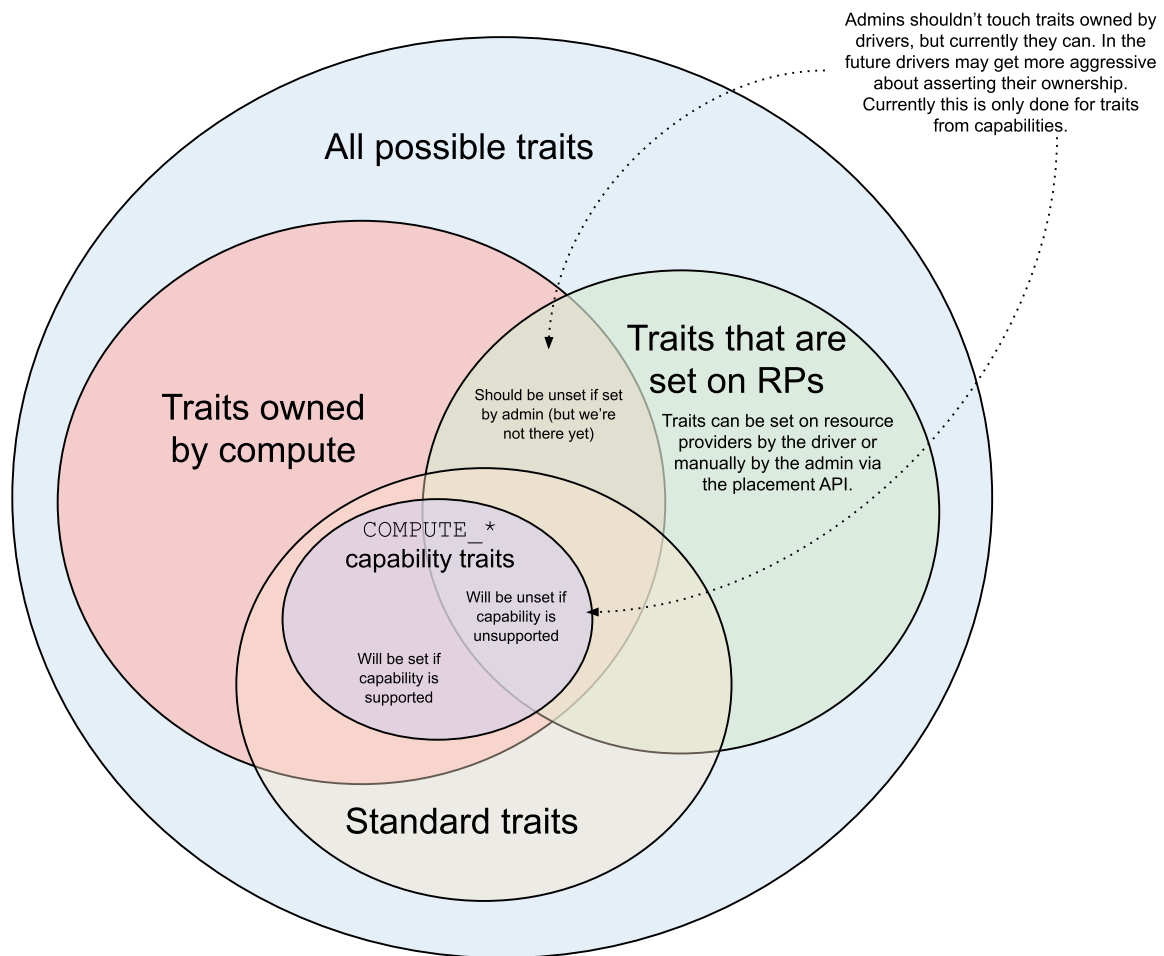 Admins shouldn’t touch traits owned by
drivers, but currently they can. In the
future drivers may get more aggressive
about asserting their ownership.
Currently this is only done for traits
from capabilities.
All possible traits
Traits that are
set on RPs
Traits can be set on resource
providers by the driver or
manually by the admin via
the placement API.
Traits owned
by compute
Should be unset if set
by admin (but we’re
not there yet)
COMPUTE_*
capability traits
Will be unset if
capability is
unsupported
Will be set if
capability is
supported
Standard traits